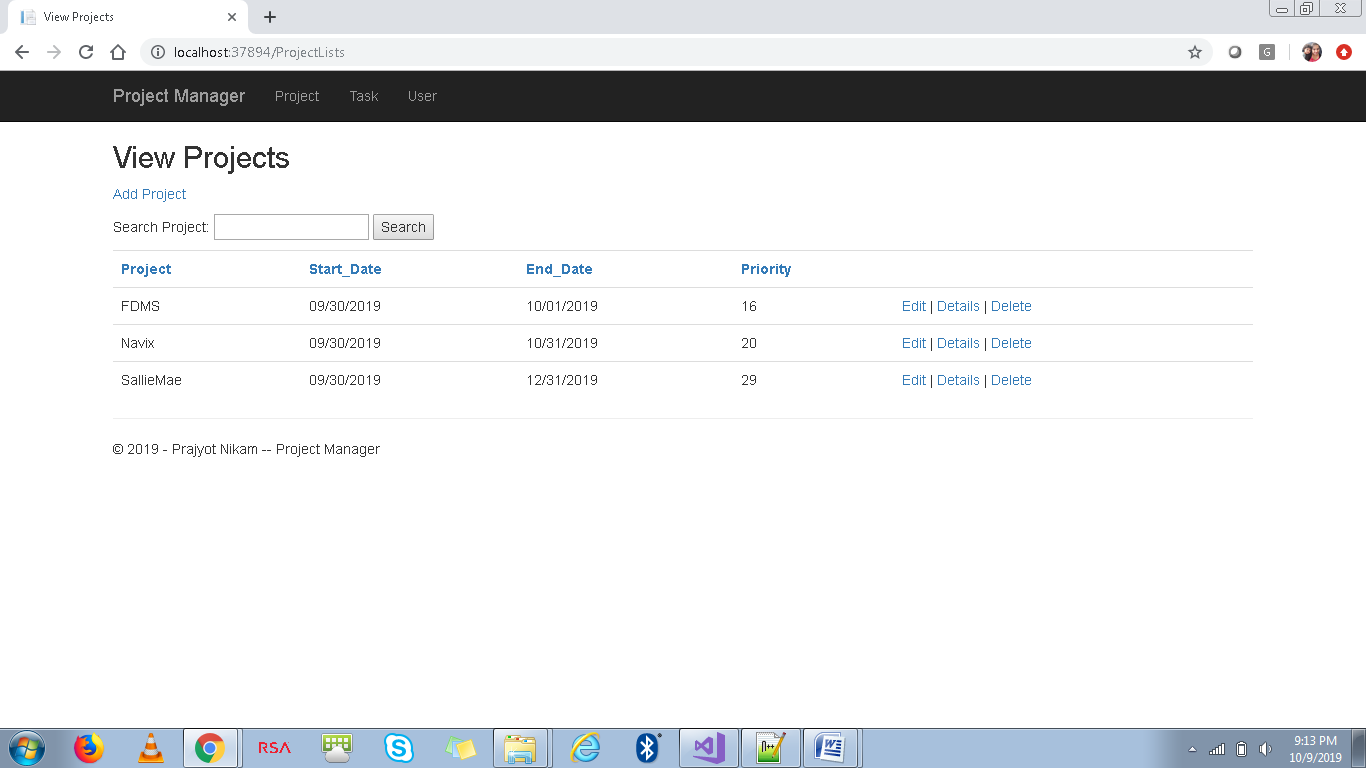 View Projects
localhost:37894/ProjectLists
G
Project Manager Project Task User
View Projects
Add Project
Search Project: Search
Project Start_Date End_Date Priority
FDMS 09/30/2019 10/01/2019 16 Edit | Details | Delete
Navix 09/30/2019 10/31/2019 20 Edit | Details | Delete
SallieMae 09/30/2019 12/31/2019 29 Edit | Details | Delete
© 2019 - Prajyot Nikam -- Project Manager
RSA
9:13 PM
10/9/2019